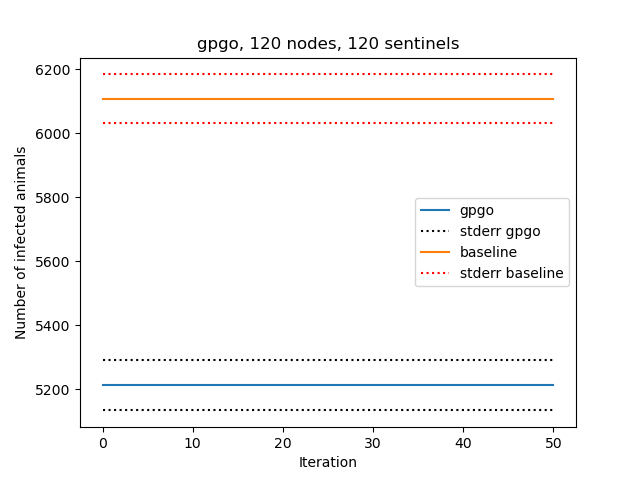 gpgo, 120 nodes, 120 sentinels
Number of infected animals
6200
6000
5800
5600
5400
5200
gpgo
stderr gpgo
baseline
stderr baseline
0 10 20 30 40 50
Iteration